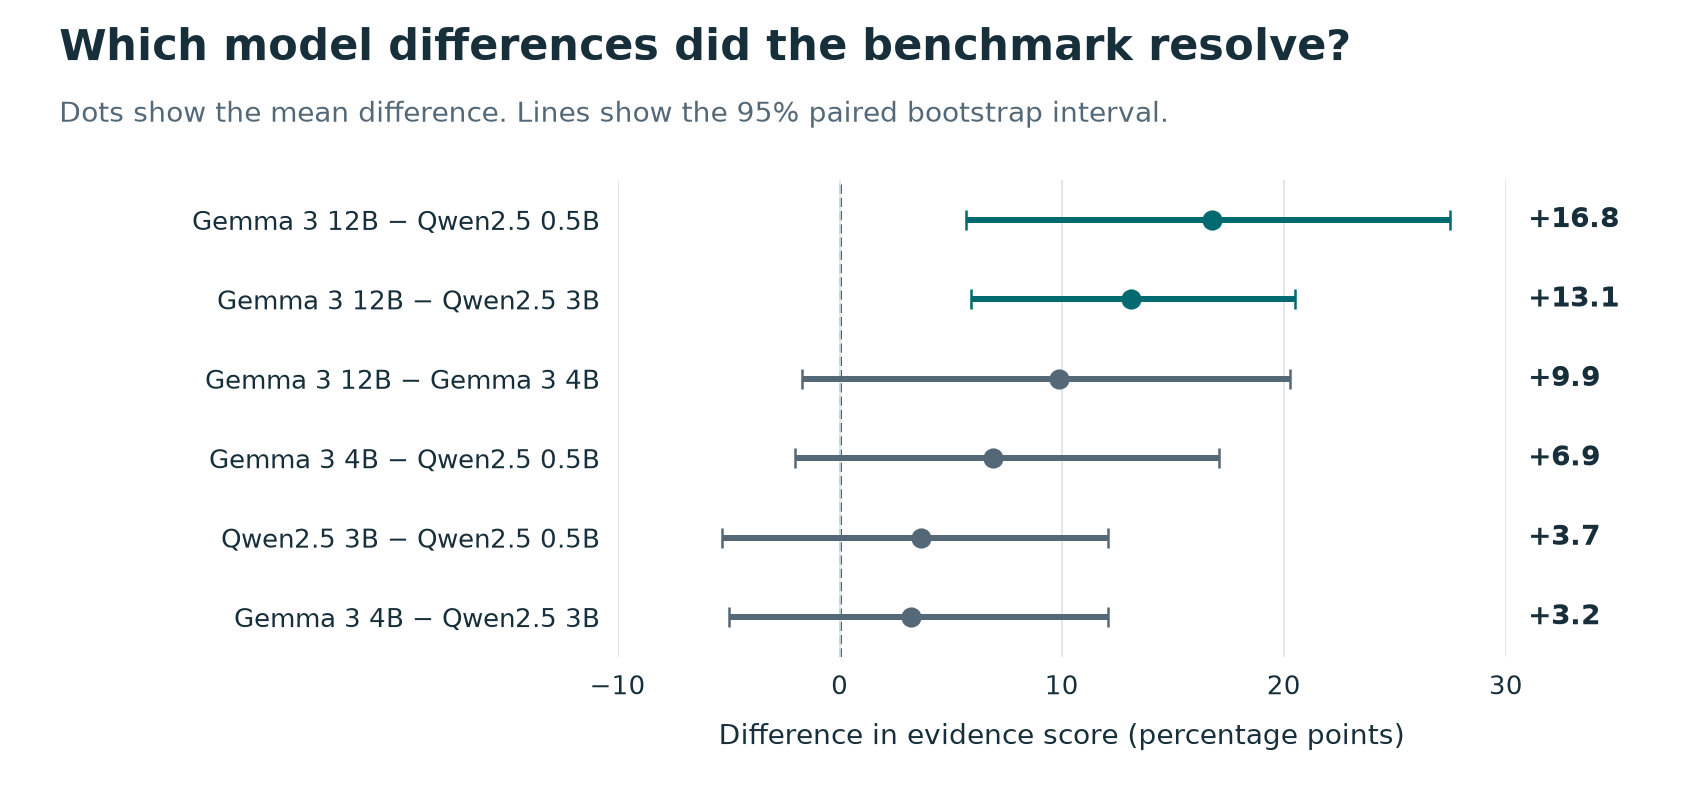 Which model differences did the benchmark resolve?
Dots show the mean difference. Lines show the 95% paired bootstrap interval.
Gemma 3 12B − Qwen2.5 0.5B +16.8
Gemma 3 12B − Qwen2.5 3B +13.1
Gemma 3 12B − Gemma 3 4B +9.9
Gemma 3 4B − Qwen2.5 0.5B +6.9
Qwen2.5 3B − Qwen2.5 0.5B +3.7
Gemma 3 4B − Qwen2.5 3B +3.2
−10 0 10 20 30
Difference in evidence score (percentage points)